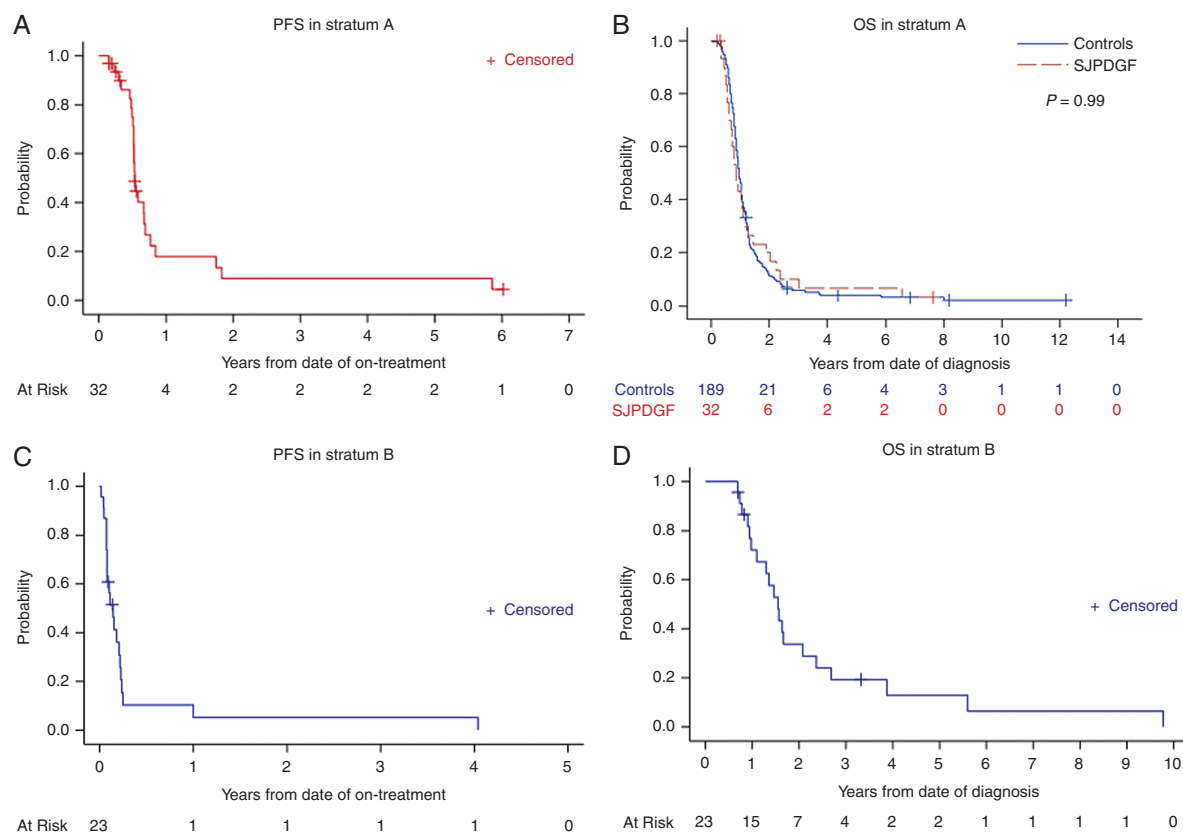 A
PFS in stratum A
1.0
0.8
0.6
0.4
0.2
0.0
Probability
+ Censored
0 1 2 3 4 5 6 7
Years from date of on-treatment
At Risk 32 4 2 2 2 2 1 0
B
OS in stratum A
1.0
0.8
0.6
0.4
0.2
0.0
Probability
Controls
SJPDGF
P = 0.99
0 2 4 6 8 10 12 14
Years from date of diagnosis
Controls 189 21 6 4 3 1 1 0
SJPDGF 32 6 2 2 0 0 0 0
C
PFS in stratum B
1.0
0.8
0.6
0.4
0.2
0.0
Probability
+ Censored
0 1 2 3 4 5
Years from date of on-treatment
At Risk 23 1 1 1 1 0
D
OS in stratum B
1.0
0.8
0.6
0.4
0.2
0.0
Probability
+ Censored
0 1 2 3 4 5 6 7 8 9 10
Years from date of diagnosis
At Risk 23 15 7 4 2 2 1 1 1 1 0